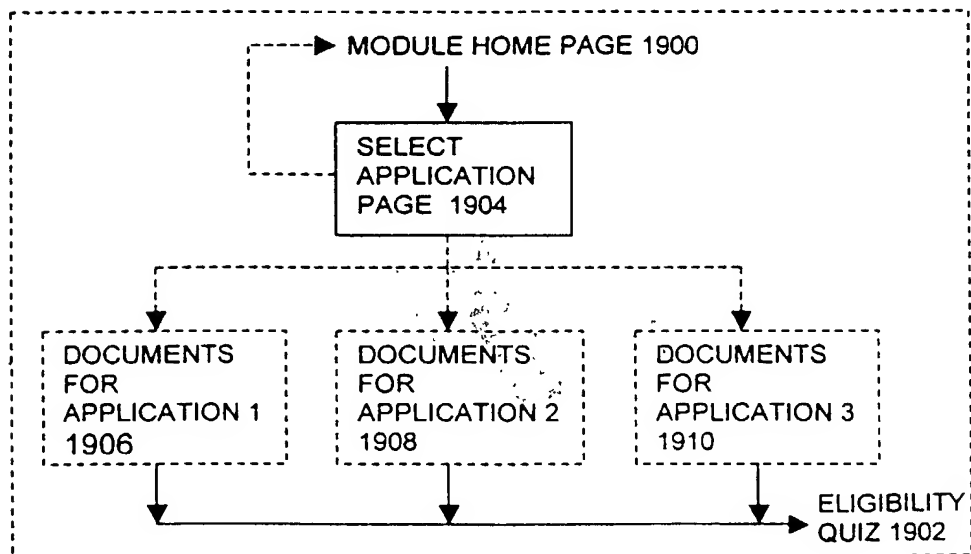 MODULE HOME PAGE 1900
SELECT
APPLICATION
PAGE 1904
DOCUMENTS
FOR
APPLICATION 1
1906
DOCUMENTS
FOR
APPLICATION 2
1908
DOCUMENTS
FOR
APPLICATION 3
1910
ELIGIBILITY
QUIZ 1902